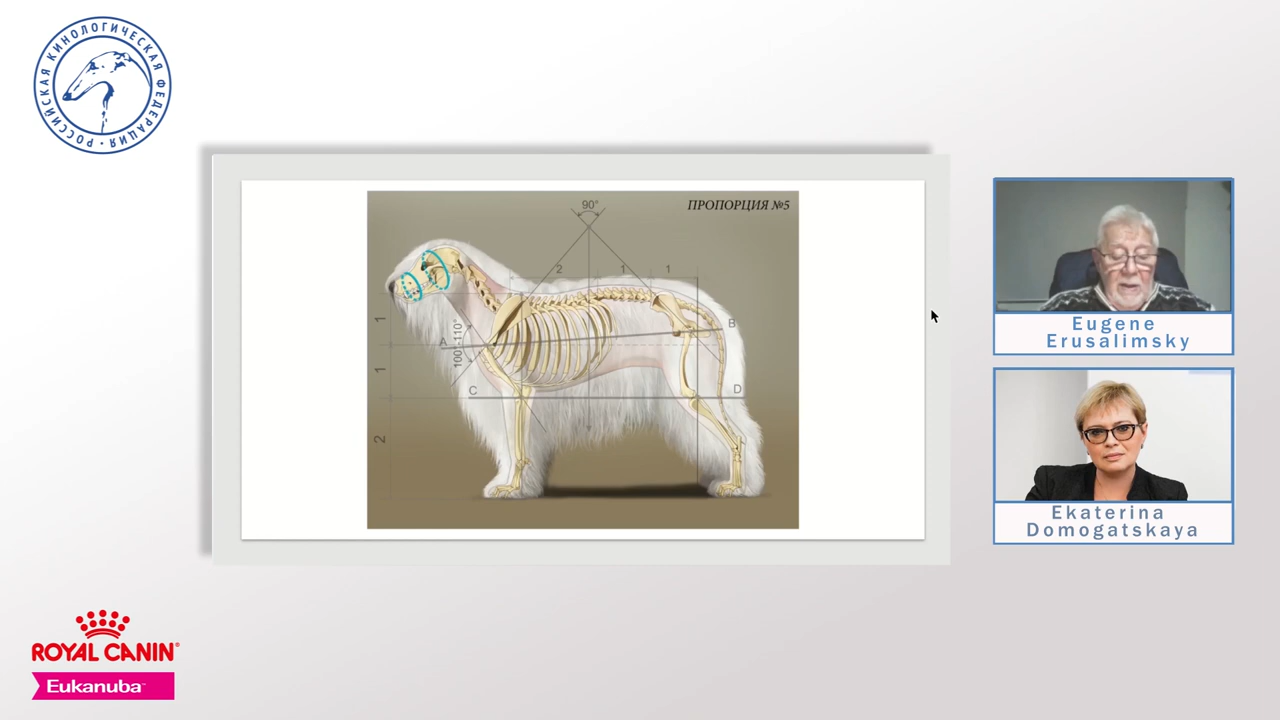 РОССИЙСКАЯ КИНОЛОГИЧЕСКАЯ ФЕДЕРАЦИЯ
ПРОПОРЦИЯ №5
90°
2
1
1
1
1
2
100°-110°
A
B
C
D
Eugene
Erusalimsky
Ekaterina
Domogatskaya
ROYAL CANIN
Eukanuba